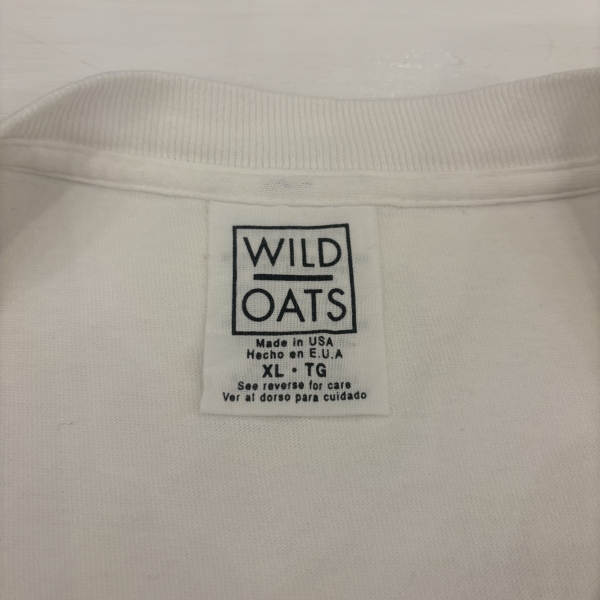 WILD
OATS
Made in USA
Hecho en E.U.A
XL • TG
See reverse for care
Ver al dorso para cuidado